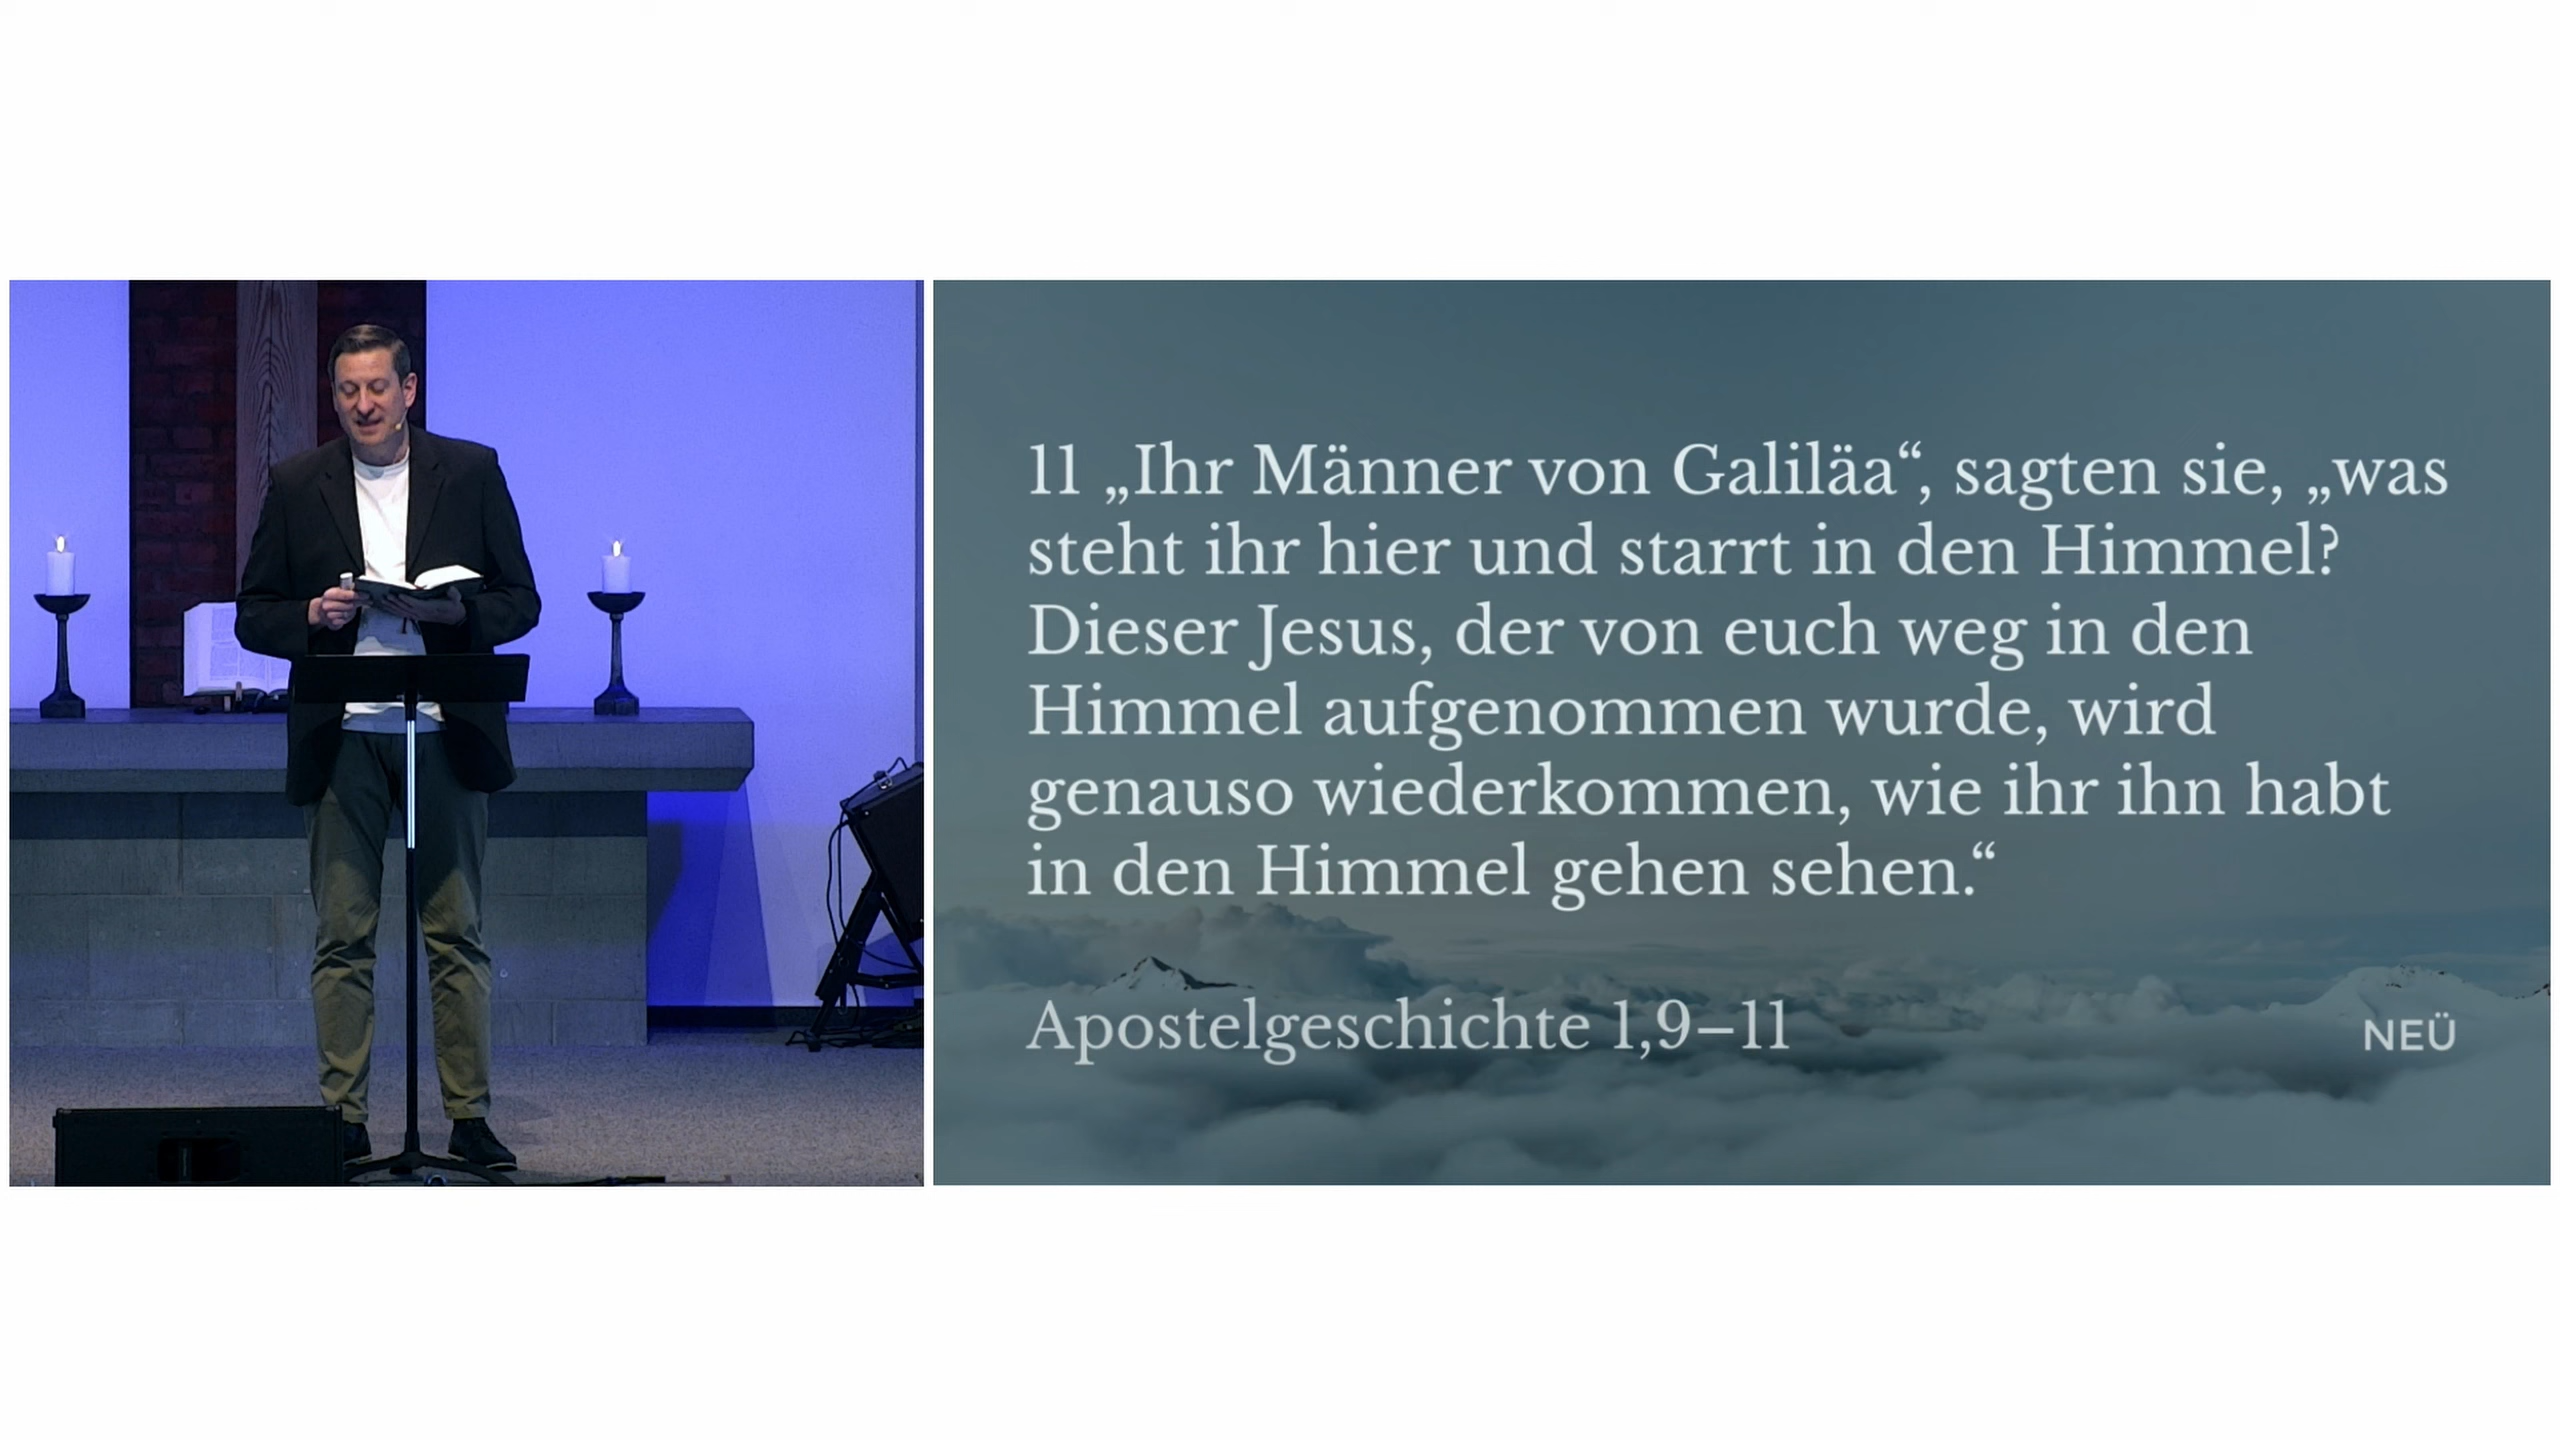 11 „Ihr Männer von Galiläa“, sagten sie, „was
steht ihr hier und starrt in den Himmel?
Dieser Jesus, der von euch weg in den
Himmel aufgenommen wurde, wird
genauso wiederkommen, wie ihr ihn habt
in den Himmel gehen sehen.“
Apostelgeschichte 1,9–11
NEÜ